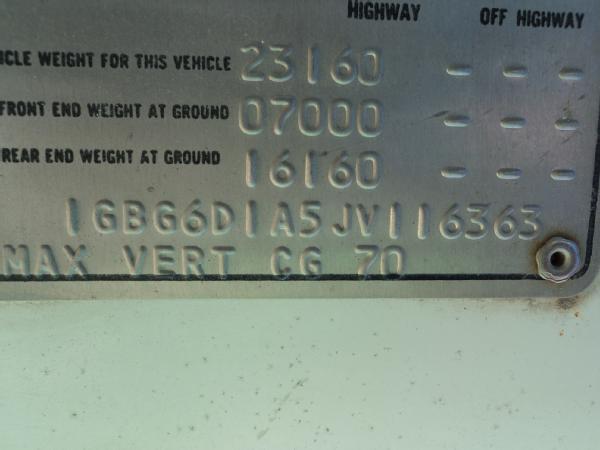 HIGHWAY OFF HIGHWAY
ICLE WEIGHT FOR THIS VEHICLE 23160 - - - -
FRONT END WEIGHT AT GROUND 07000 - - - -
REAR END WEIGHT AT GROUND 16160 - - - -
1GBG6D1A5JV116363
MAX VERT CG 70